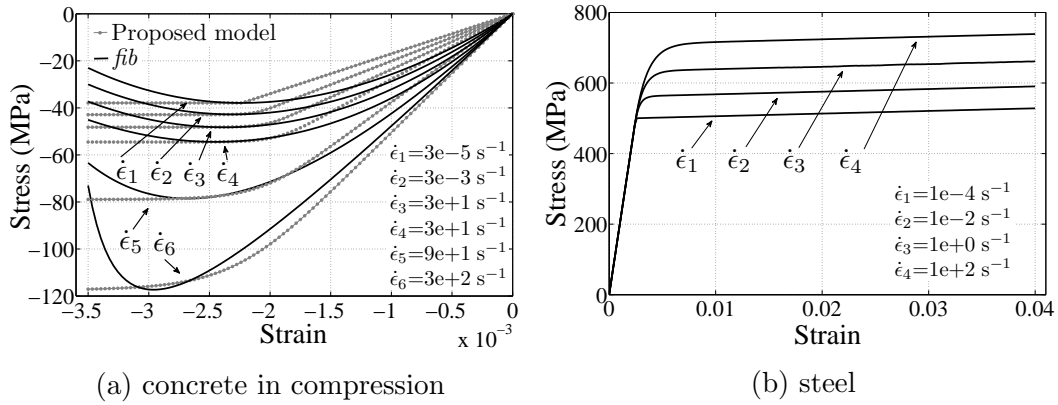 Proposed model
fib
Stress (MPa)
0
−20
−40
−60
−80
−100
−120
ϵ̇1 ϵ̇2 ϵ̇3 ϵ̇4
ϵ̇5 ϵ̇6
ϵ̇1=3e−5 s−1
ϵ̇2=3e−3 s−1
ϵ̇3=3e+1 s−1
ϵ̇4=3e+1 s−1
ϵ̇5=9e+1 s−1
ϵ̇6=3e+2 s−1
−3.5 −3 −2.5 −2 −1.5 −1 −0.5 0
Strain
x 10−3
(a) concrete in compression
Stress (MPa)
800
600
400
200
0
ϵ̇1 ϵ̇2 ϵ̇3 ϵ̇4
ϵ̇1=1e−4 s−1
ϵ̇2=1e−2 s−1
ϵ̇3=1e+0 s−1
ϵ̇4=1e+2 s−1
0 0.01 0.02 0.03 0.04
Strain
(b) steel